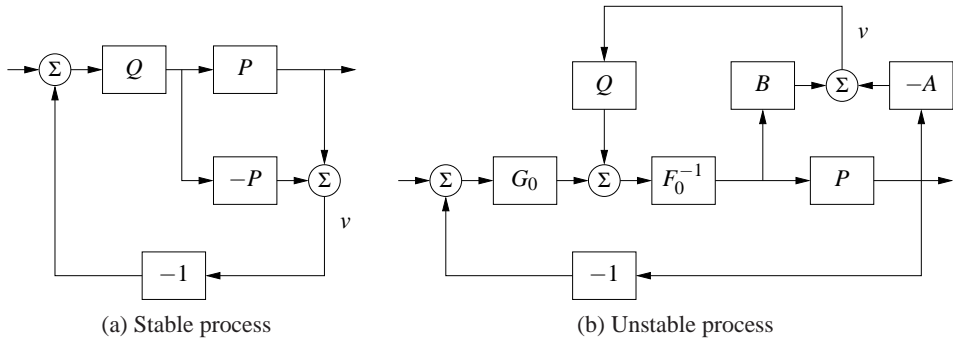 Σ Q P
−P Σ
v
−1
(a) Stable process
v
Q B Σ −A
Σ G₀ Σ F₀⁻¹ P
−1
(b) Unstable process